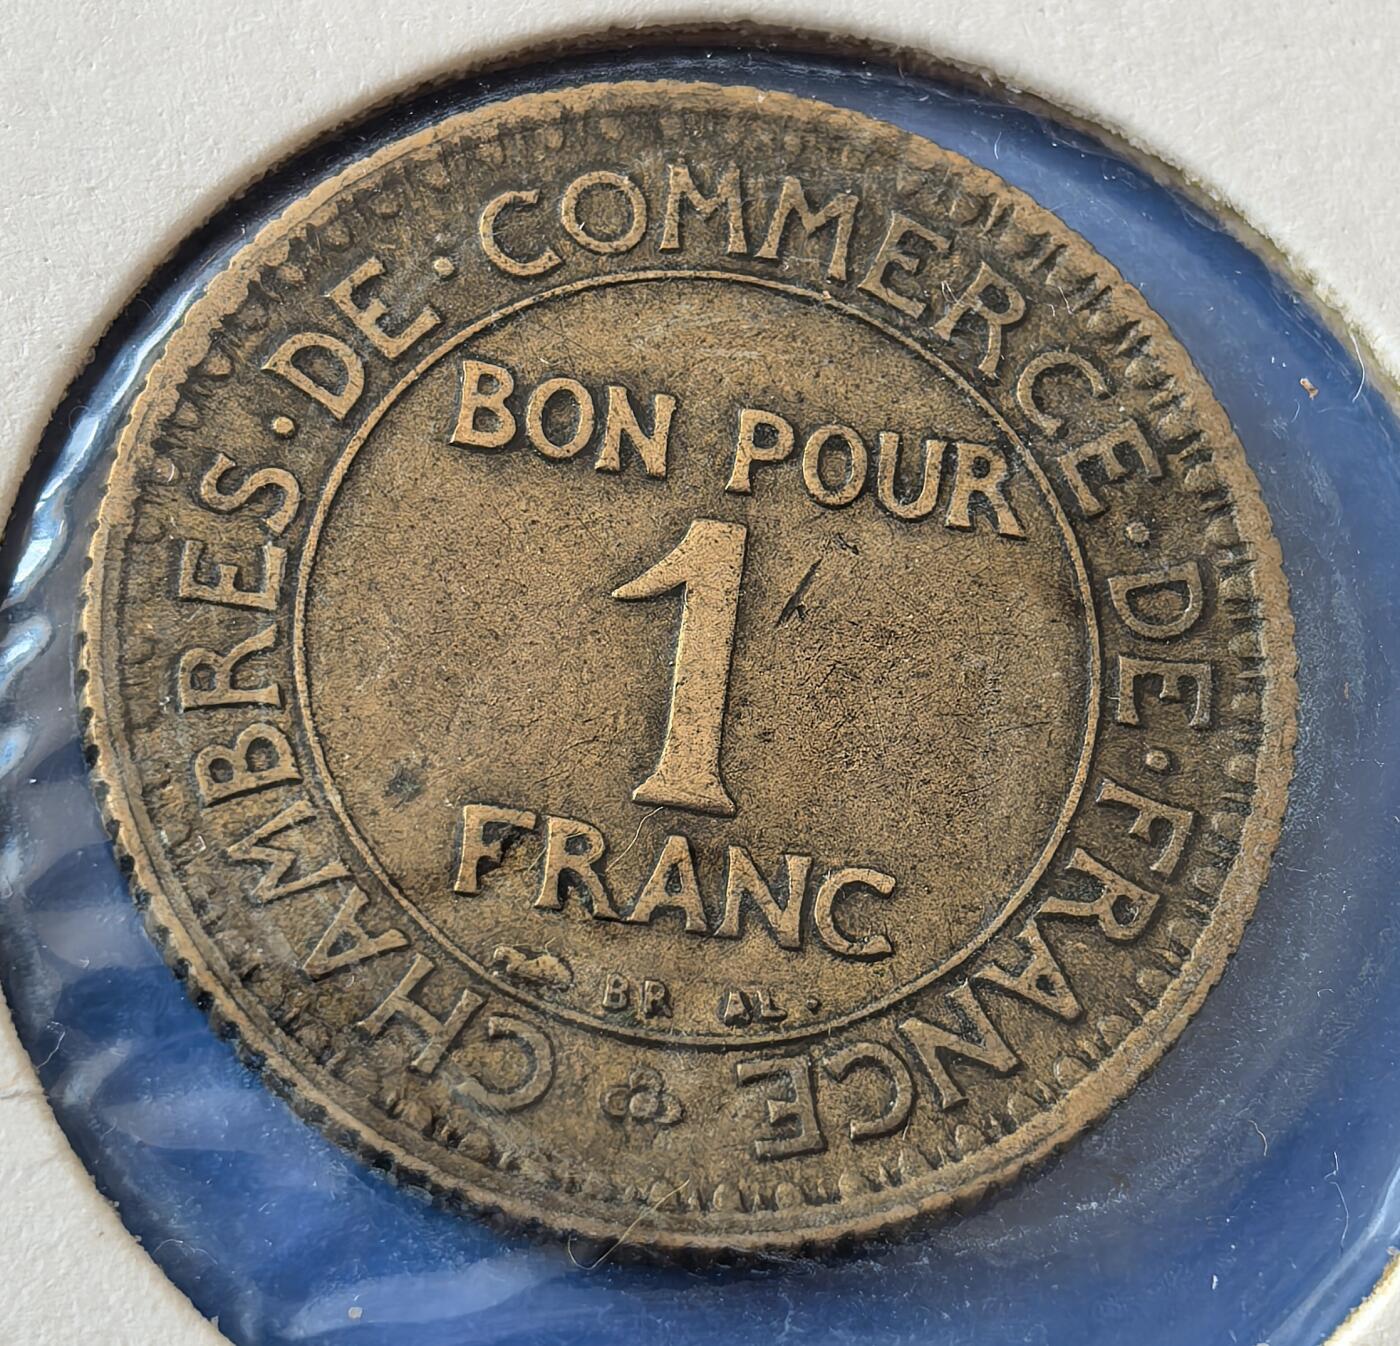 CHAMBRES · DE · COMMERCE · DE · FRANCE
BON POUR
1
FRANC
BR AL.